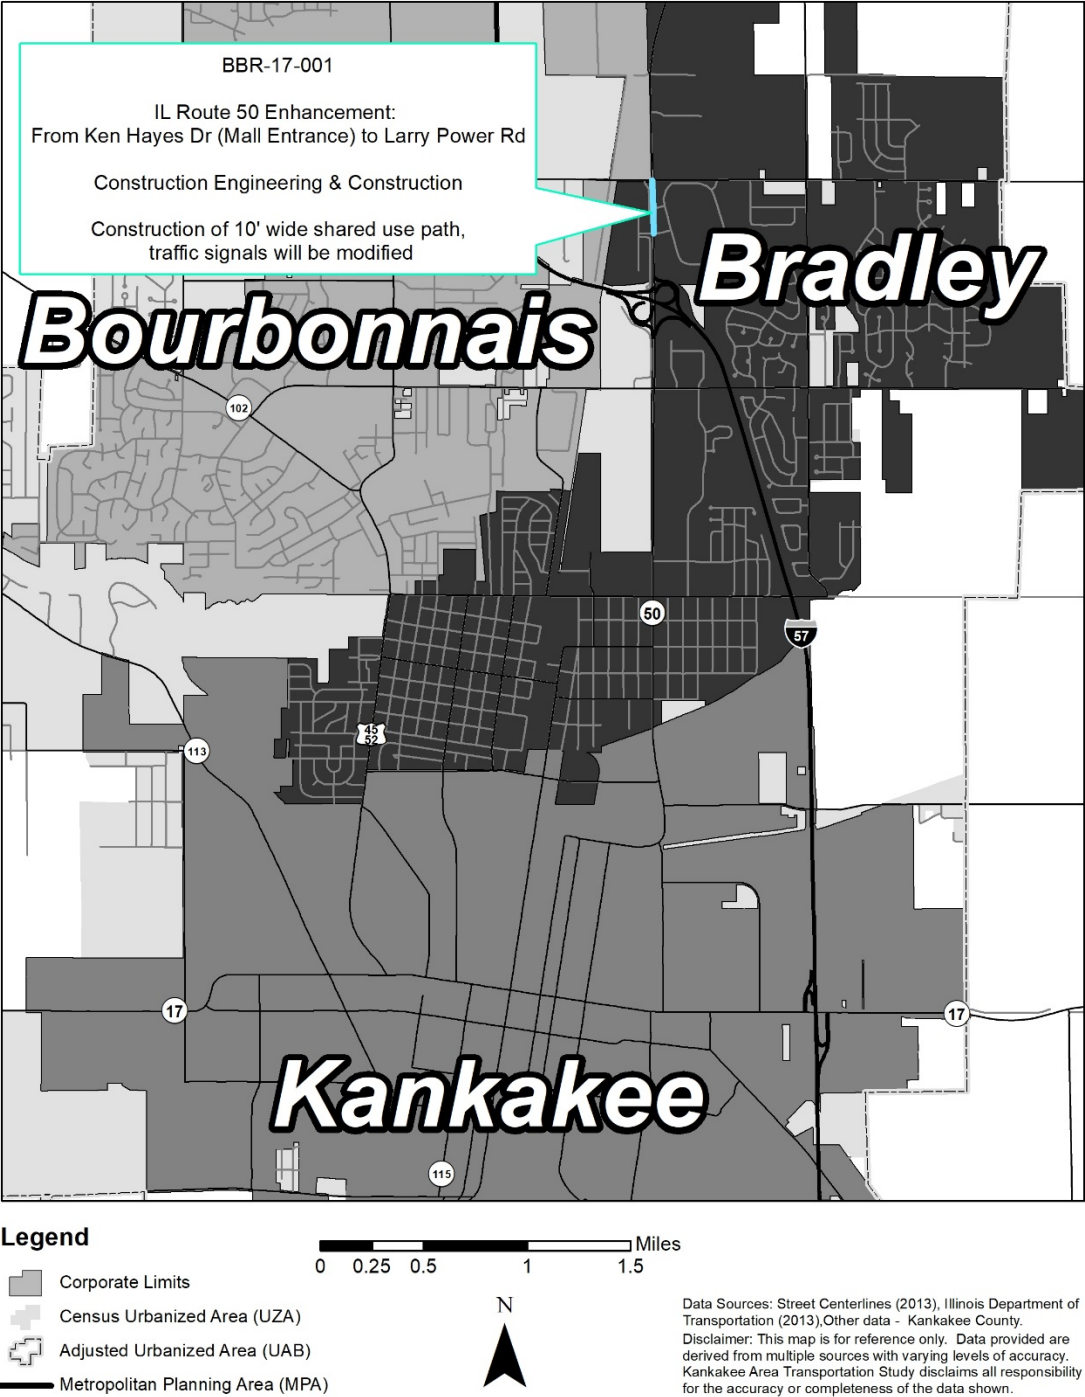 BBR-17-001
IL Route 50 Enhancement:
From Ken Hayes Dr (Mall Entrance) to Larry Power Rd
Construction Engineering & Construction
Construction of 10' wide shared use path,
traffic signals will be modified
Bradley
Bourbonnais
102
50
57
45
52
113
17
17
Kankakee
115
Legend
Corporate Limits
Census Urbanized Area (UZA)
Adjusted Urbanized Area (UAB)
Metropolitan Planning Area (MPA)
Miles
0 0.25 0.5 1 1.5
N
Data Sources: Street Centerlines (2013), Illinois Department of
Transportation (2013),Other data - Kankakee County.
Disclaimer: This map is for reference only. Data provided are
derived from multiple sources with varying levels of accuracy.
Kankakee Area Transportation Study disclaims all responsibility
for the accuracy or completeness of the data shown.